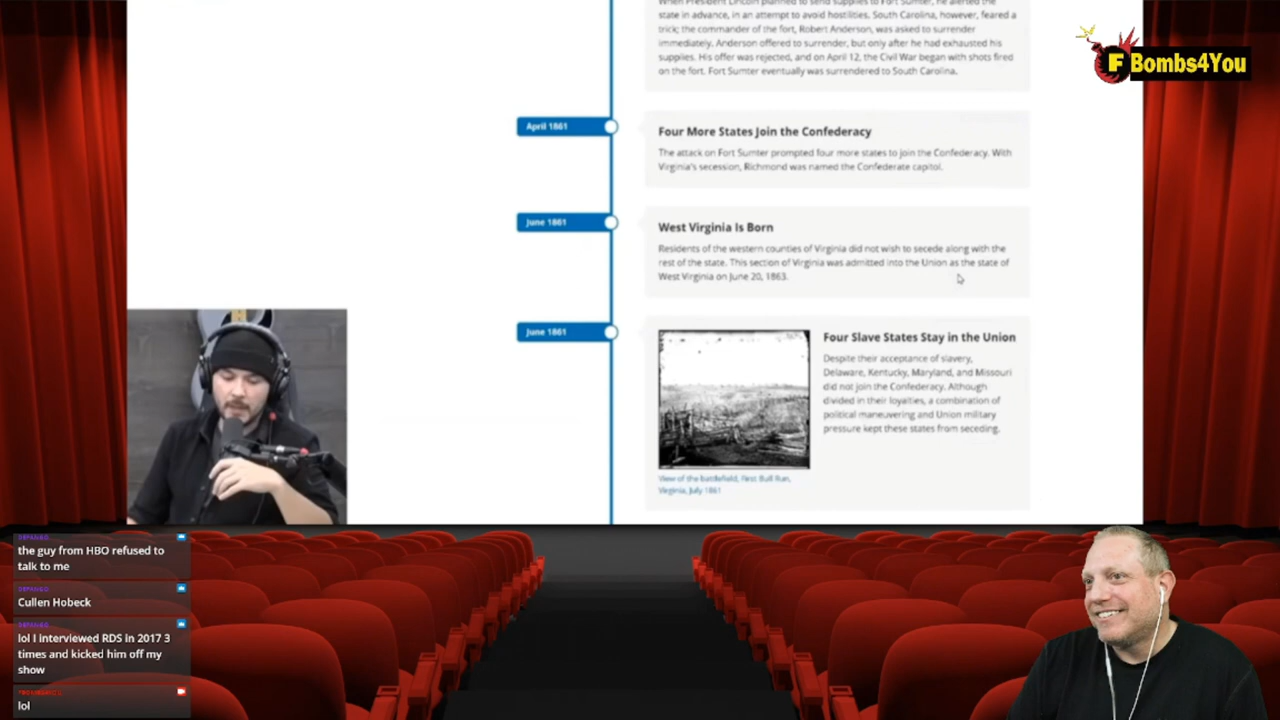 When President Lincoln planned to send supplies to Fort Sumter, he alerted the
state in advance, in an attempt to avoid hostilities. South Carolina, however, feared a
trick; the commander of the fort, Robert Anderson, was asked to surrender
immediately. Anderson offered to surrender, but only after he had exhausted his
supplies. His offer was rejected, and on April 12, the Civil War began with shots fired
on the fort. Fort Sumter eventually was surrendered to South Carolina.
F Bombs4You
April 1861
Four More States Join the Confederacy
The attack on Fort Sumter prompted four more states to join the Confederacy. With
Virginia's secession, Richmond was named the Confederate capitol.
June 1861
West Virginia Is Born
Residents of the western counties of Virginia did not wish to secede along with the
rest of the state. This section of Virginia was admitted into the Union as the state of
West Virginia on June 20, 1863.
June 1861
Four Slave States Stay in the Union
Despite their acceptance of slavery,
Delaware, Kentucky, Maryland, and Missouri
did not join the Confederacy. Although
divided in their loyalties, a combination of
political maneuvering and Union military
pressure kept these states from seceding.
View of the battlefield, First Bull Run,
Virginia, July 1861
the guy from HBO refused to
talk to me
Cullen Hobeck
lol I interviewed RDS in 2017 3
times and kicked him off my
show
lol